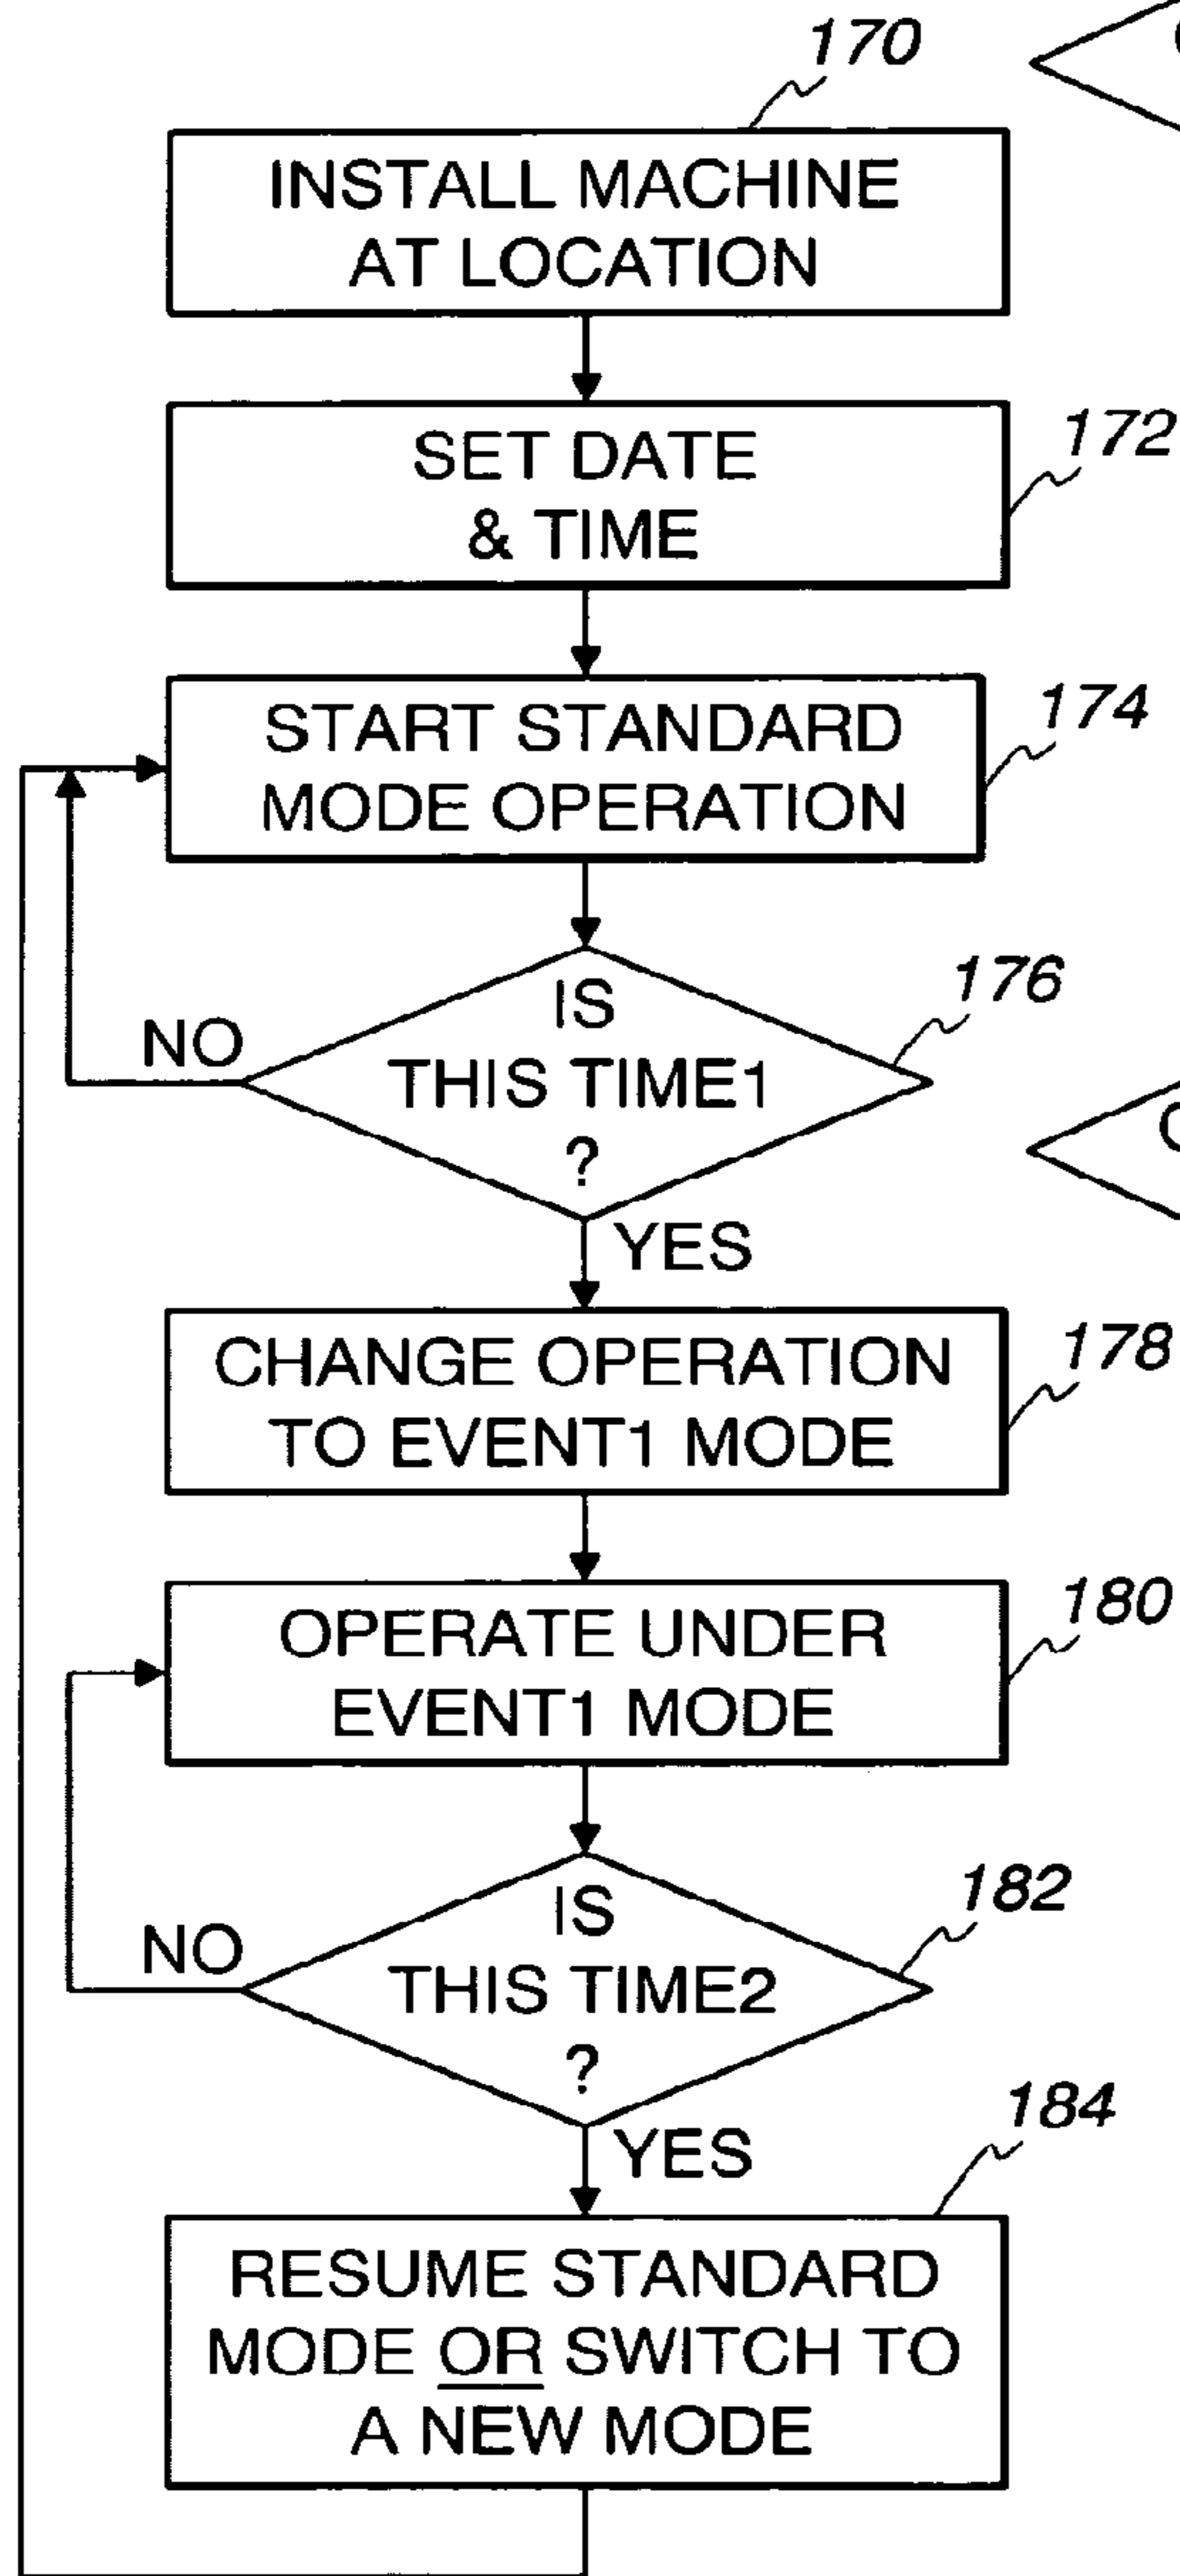 170
INSTALL MACHINE
AT LOCATION
172
SET DATE
& TIME
174
START STANDARD
MODE OPERATION
176
IS
THIS TIME1
?
NO
YES
178
CHANGE OPERATION
TO EVENT1 MODE
180
OPERATE UNDER
EVENT1 MODE
182
IS
THIS TIME2
?
NO
YES
184
RESUME STANDARD
MODE OR SWITCH TO
A NEW MODE